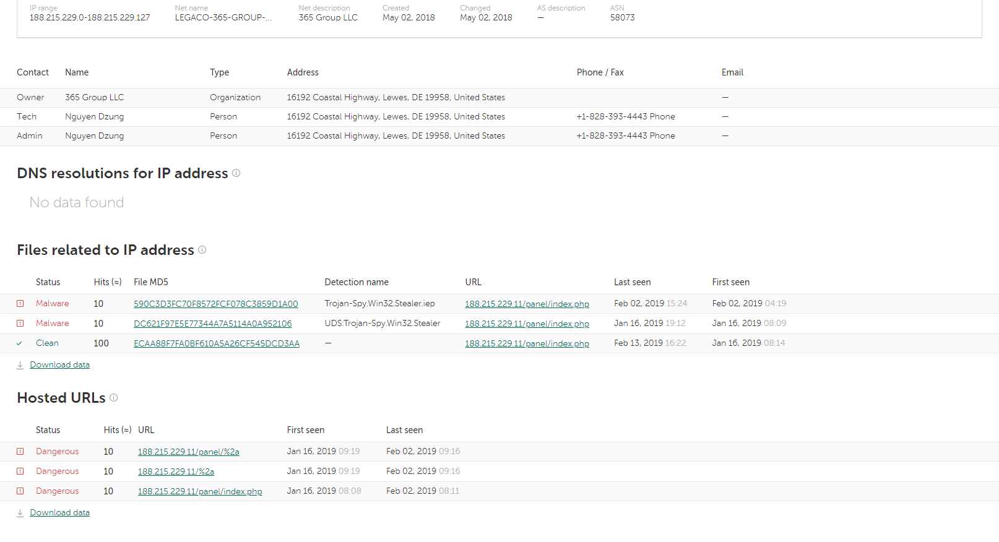 IP range Net name Net description Created Changed AS description ASN
188.215.229.0-188.215.229.127 LEGACO-365-GROUP-... 365 Group LLC May 02, 2018 May 02, 2018 — 58073
Contact Name Type Address Phone / Fax Email
Owner 365 Group LLC Organization 16192 Coastal Highway, Lewes, DE 19958, United States —
Tech Nguyen Dzung Person 16192 Coastal Highway, Lewes, DE 19958, United States +1-828-393-4443 Phone —
Admin Nguyen Dzung Person 16192 Coastal Highway, Lewes, DE 19958, United States +1-828-393-4443 Phone —
DNS resolutions for IP address
No data found
Files related to IP address
Status Hits (≈) File MD5 Detection name URL Last seen First seen
Malware 10 590C3D3FC70F8572FCF078C3859D1A00 Trojan-Spy.Win32.Stealer.iep 188.215.229.11/panel/index.php Feb 02, 2019 15:24 Feb 02, 2019 04:19
Malware 10 DC621F97E5E77344A7A5114A0A952106 UDS:Trojan-Spy.Win32.Stealer 188.215.229.11/panel/index.php Jan 16, 2019 19:12 Jan 16, 2019 08:09
Clean 100 ECAA88F7FA0BF610A5A26CF545DCD3AA — 188.215.229.11/panel/index.php Feb 13, 2019 16:22 Jan 16, 2019 08:14
Download data
Hosted URLs
Status Hits (≈) URL First seen Last seen
Dangerous 10 188.215.229.11/panel/%2a Jan 16, 2019 09:19 Feb 02, 2019 09:16
Dangerous 10 188.215.229.11/%2a Jan 16, 2019 09:19 Feb 02, 2019 09:16
Dangerous 10 188.215.229.11/panel/index.php Jan 16, 2019 08:08 Feb 02, 2019 08:11
Download data